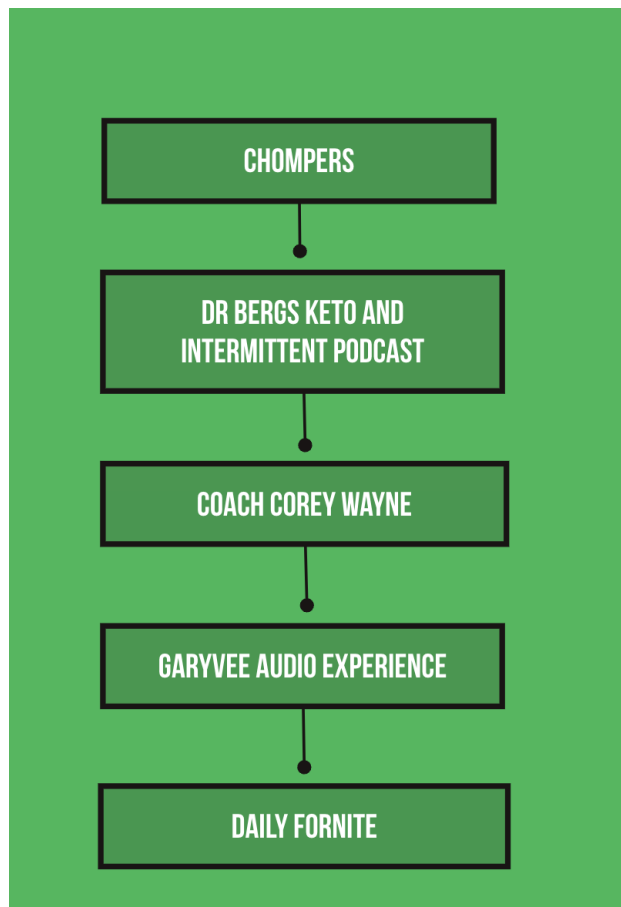 CHOMPERS
DR BERGS KETO AND
INTERMITTENT PODCAST
COACH COREY WAYNE
GARYVEE AUDIO EXPERIENCE
DAILY FORNITE